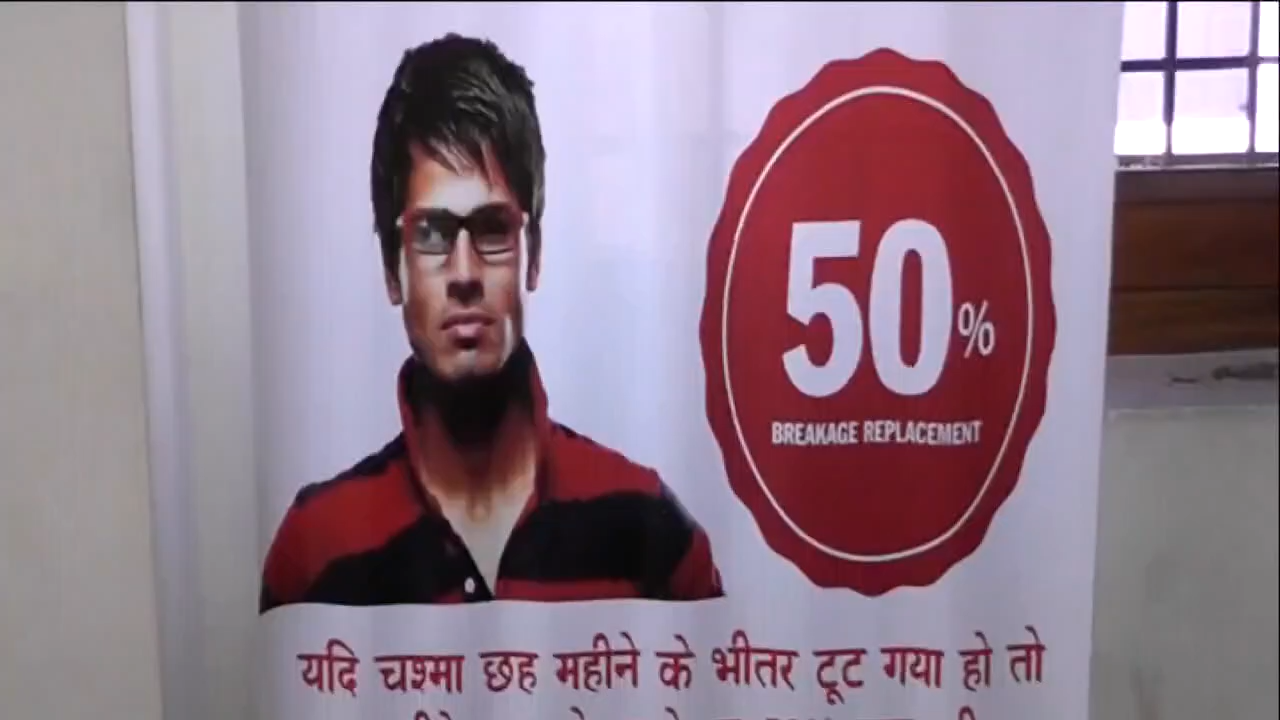 50%
BREAKAGE REPLACEMENT
यदि चश्मा छह महीने के भीतर टूट गया हो तो